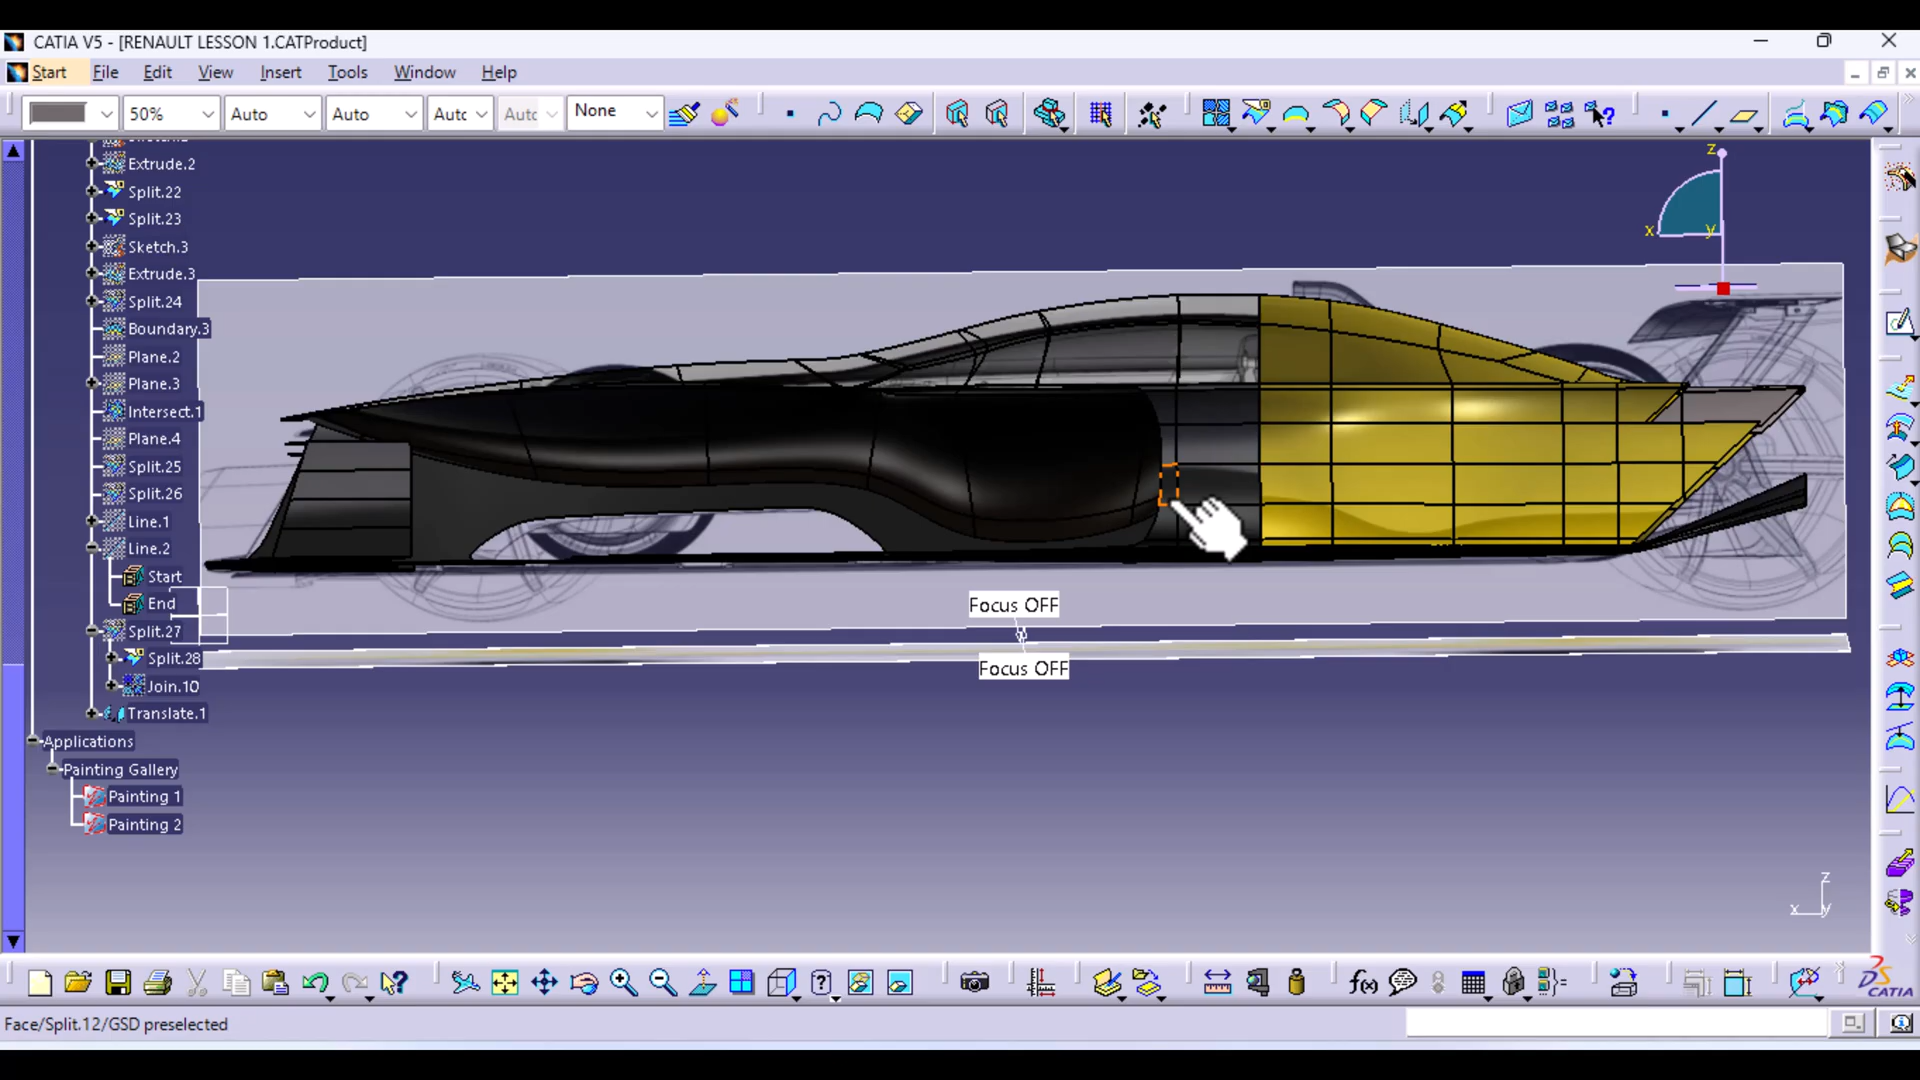 CATIA V5 - [RENAULT LESSON 1.CATProduct]
Start File Edit View Insert Tools Window Help
50% Auto Auto Autc Autc None
Extrude.2
Split.22
Split.23
Sketch.3
Extrude.3
Split.24
Boundary.3
Plane.2
Plane.3
Intersect.1
Plane.4
Split.25
Split.26
Line.1
Line.2
Start
End
Split.27
Split.28
Join.10
Translate.1
Applications
Painting Gallery
Painting 1
Painting 2
z
x y
Focus OFF
Focus OFF
z
x y
f(x)
CATIA
Face/Split.12/GSD preselected